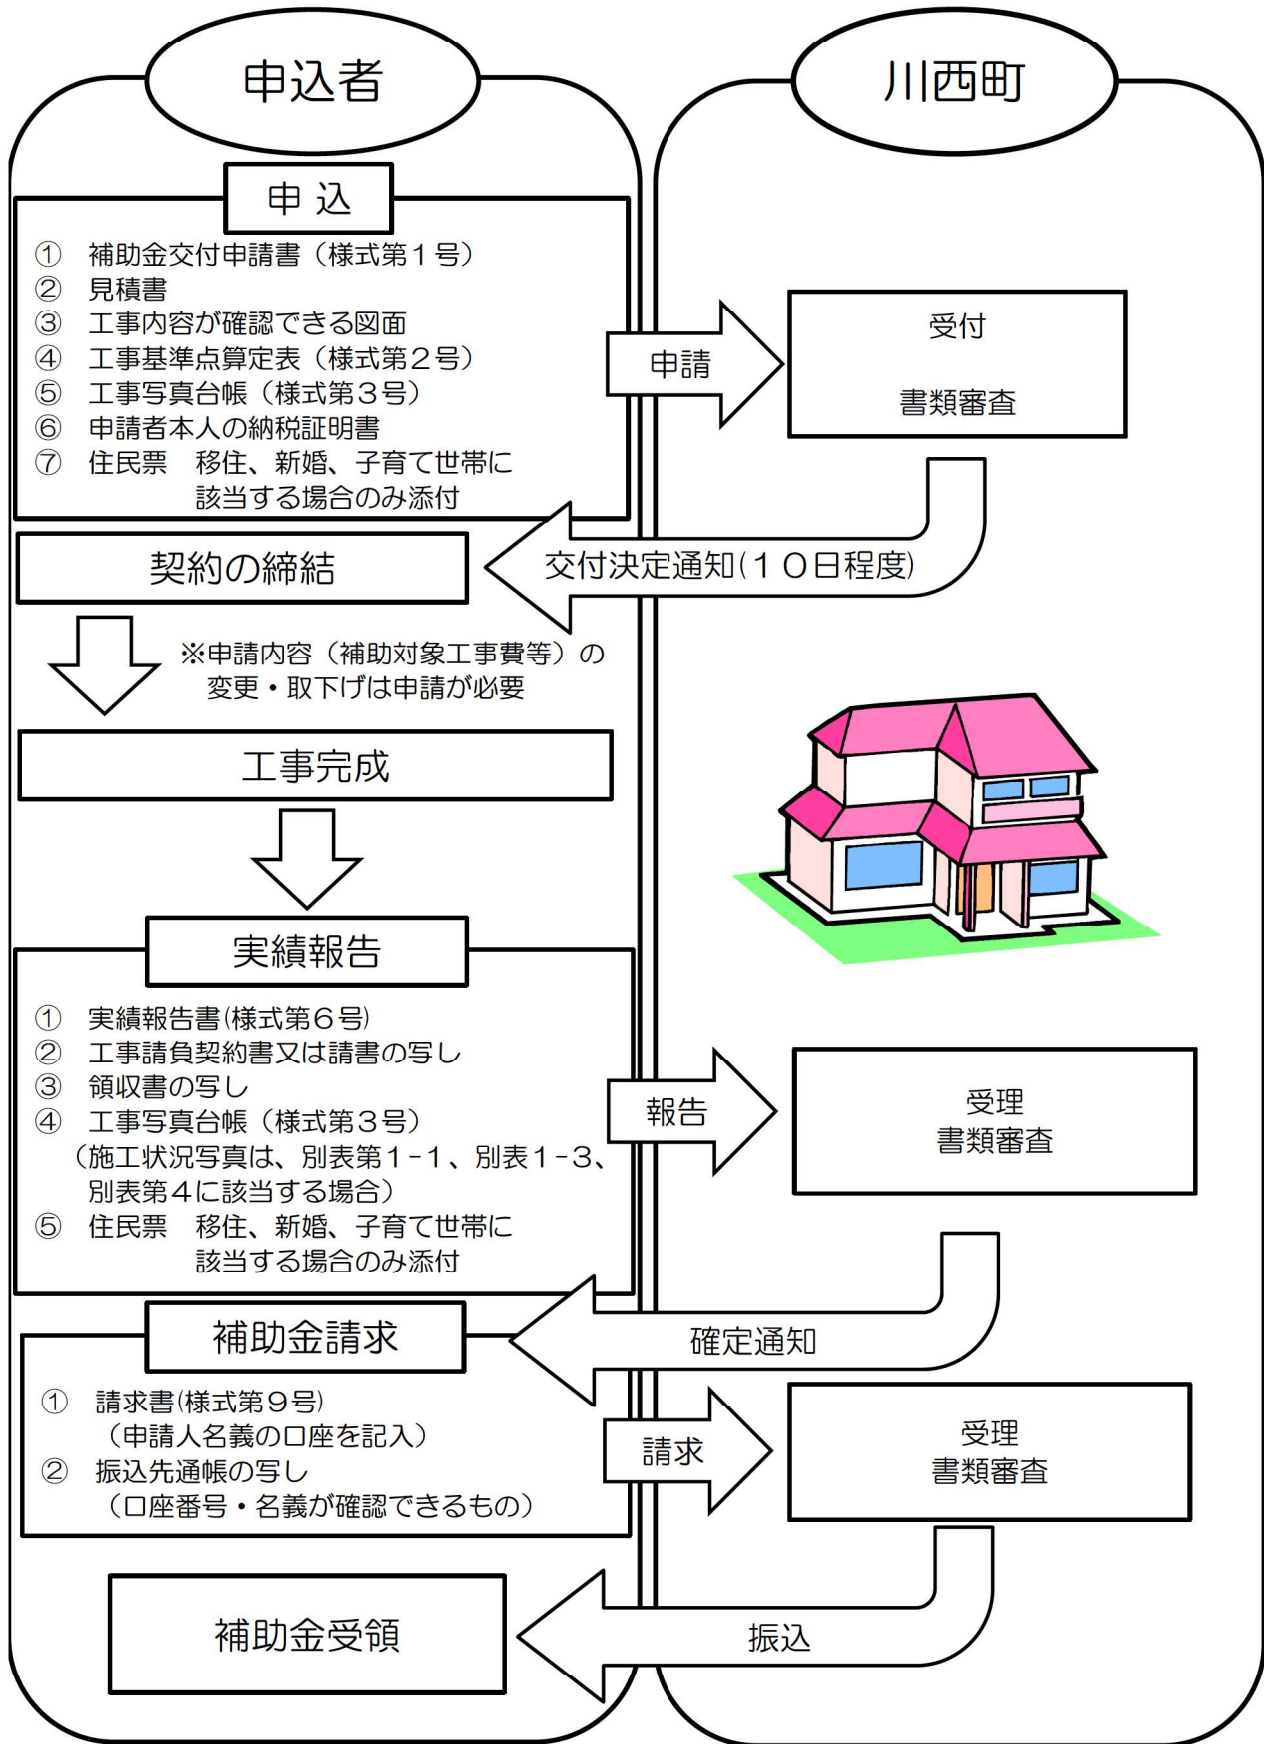 申込者
川西町
申込
① 補助金交付申請書（様式第１号）
② 見積書
③ 工事内容が確認できる図面
④ 工事基準点算定表（様式第２号）
⑤ 工事写真台帳（様式第３号）
⑥ 申請者本人の納税証明書
⑦ 住民票　移住、新婚、子育て世帯に
該当する場合のみ添付
申請
受付
書類審査
交付決定通知(１０日程度)
契約の締結
※申請内容（補助対象工事費等）の
変更・取下げは申請が必要
工事完成
実績報告
① 実績報告書(様式第６号)
② 工事請負契約書又は請書の写し
③ 領収書の写し
④ 工事写真台帳（様式第３号）
（施工状況写真は、別表第１-１、別表１-３、
別表第４に該当する場合）
⑤ 住民票　移住、新婚、子育て世帯に
該当する場合のみ添付
報告
受理
書類審査
確定通知
補助金請求
① 請求書(様式第９号)
（申請人名義の口座を記入）
② 振込先通帳の写し
（口座番号・名義が確認できるもの）
請求
受理
書類審査
振込
補助金受領